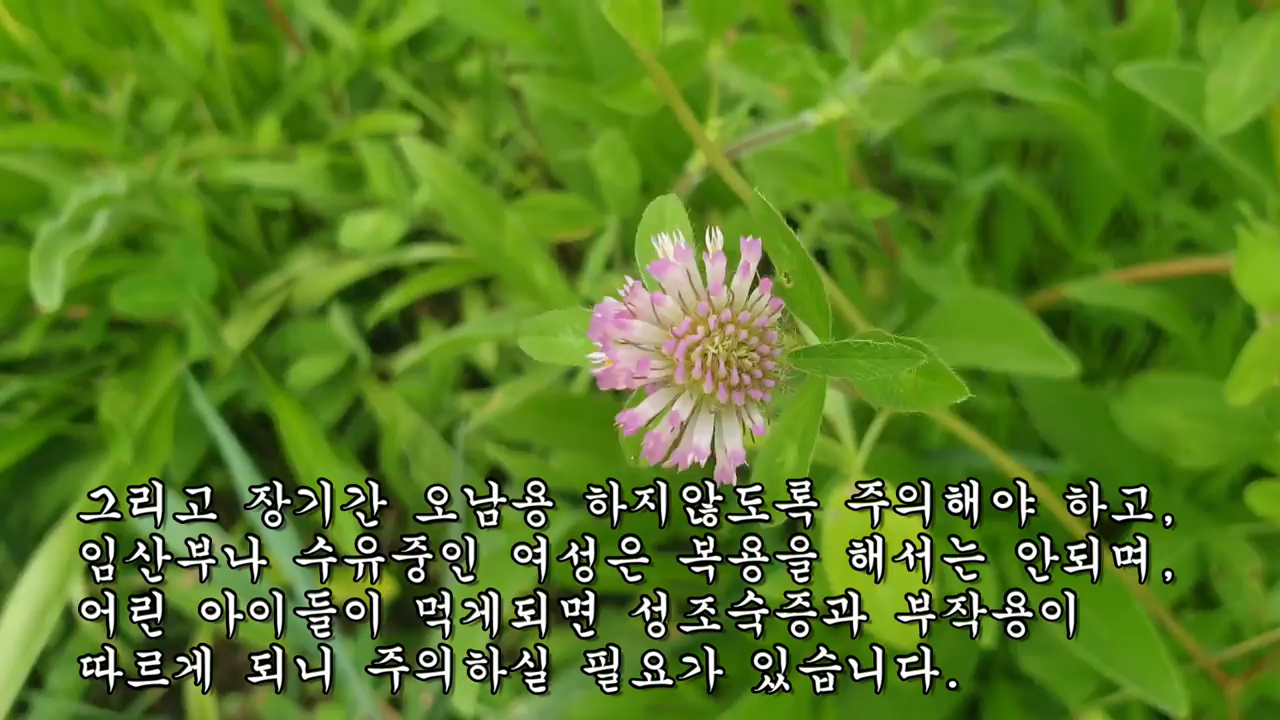 그리고 장기간 오남용 하지않도록 주의해야 하고,
임산부나 수유중인 여성은 복용을 해서는 안되며,
어린 아이들이 먹게되면 성조숙증과 부작용이
따르게 되니 주의하실 필요가 있습니다.